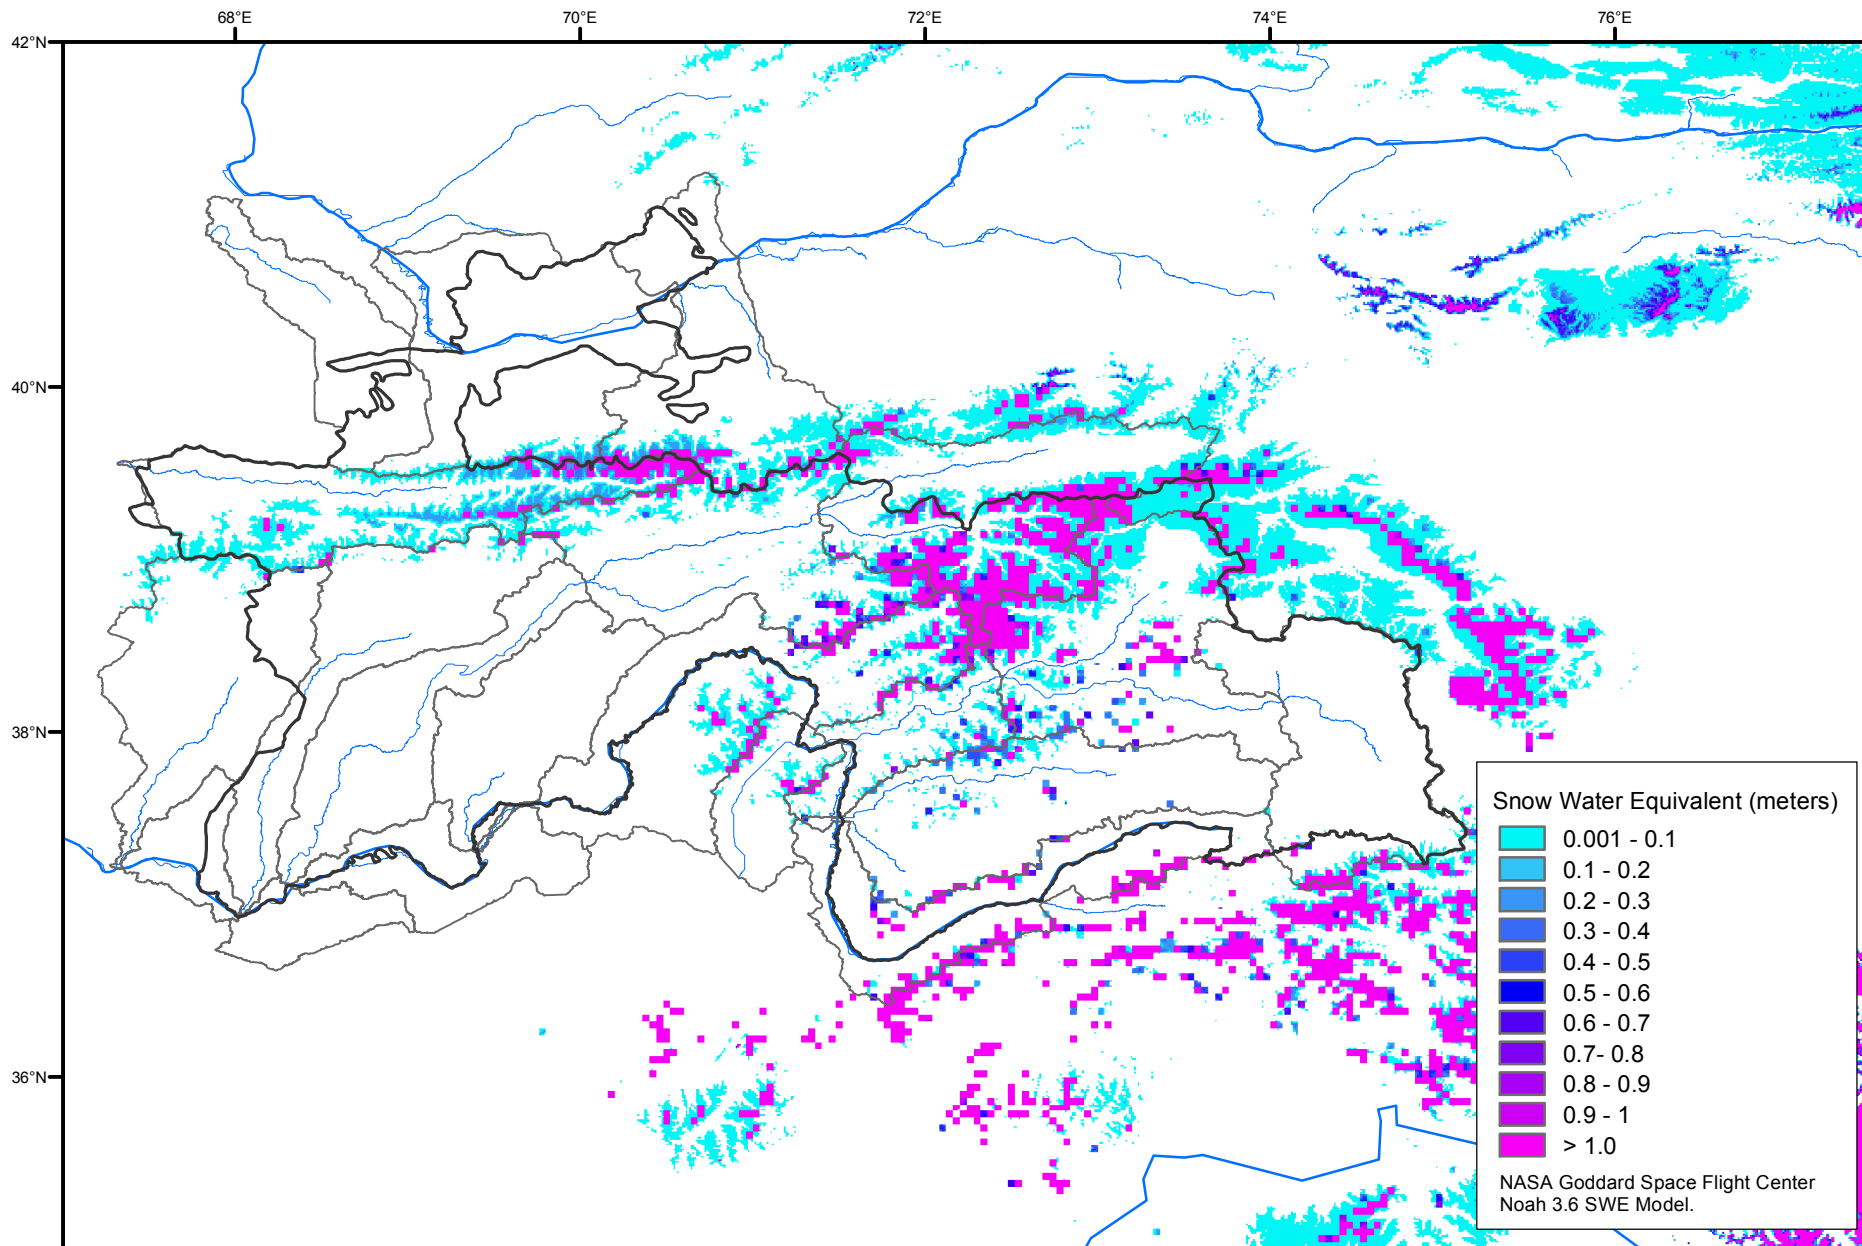 68°E
70°E
72°E
74°E
76°E
42°N
40°N
38°N
36°N
Snow Water Equivalent (meters)
0.001 - 0.1
0.1 - 0.2
0.2 - 0.3
0.3 - 0.4
0.4 - 0.5
0.5 - 0.6
0.6 - 0.7
0.7- 0.8
0.8 - 0.9
0.9 - 1
> 1.0
NASA Goddard Space Flight Center
Noah 3.6 SWE Model.